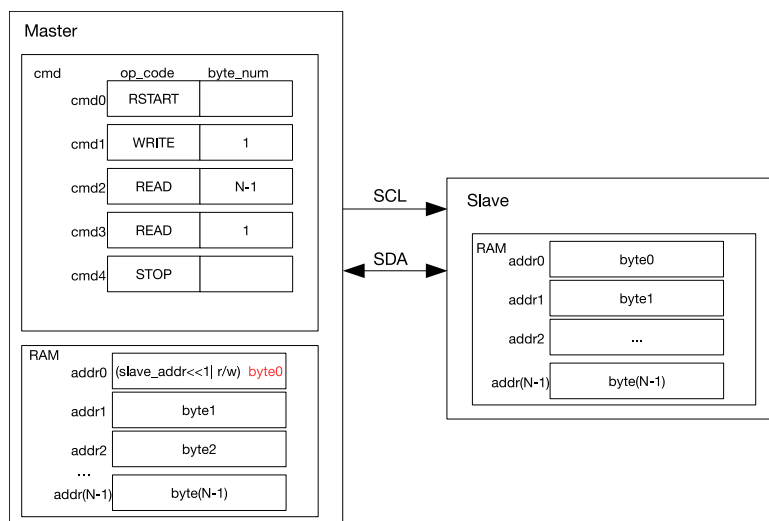 Master
cmd op_code byte_num
cmd0 RSTART
cmd1 WRITE 1
cmd2 READ N-1
cmd3 READ 1
cmd4 STOP
RAM
addr0 (slave_addr<<1| r/w) byte0
addr1 byte1
addr2 byte2
...
addr(N-1) byte(N-1)
SCL
SDA
Slave
RAM
addr0 byte0
addr1 byte1
addr2 ...
addr(N-1) byte(N-1)